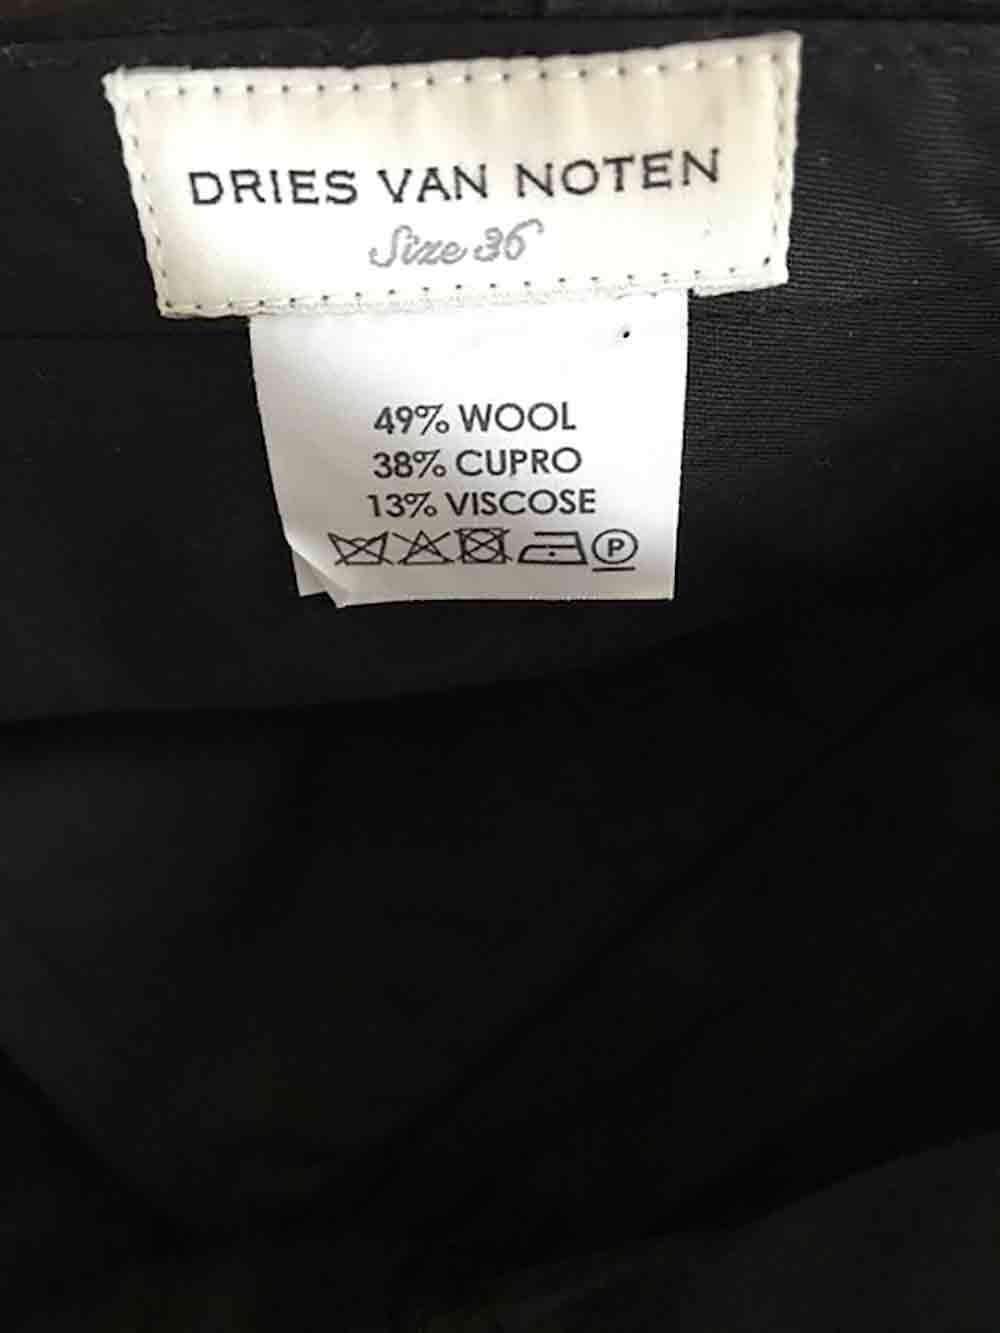 DRIES VAN NOTEN
Size 36
49% WOOL
38% CUPRO
13% VISCOSE
P